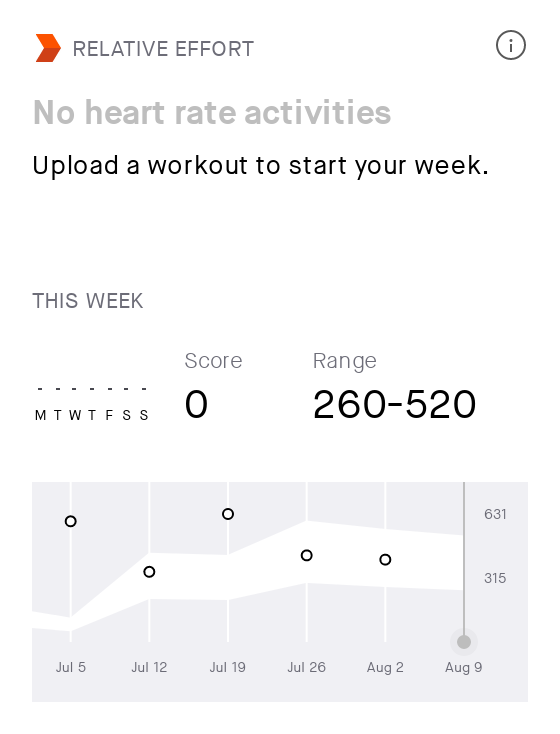 RELATIVE EFFORT
No heart rate activities
Upload a workout to start your week.
THIS WEEK
Score Range
- - - - - - - 0 260-520
M T W T F S S
631
315
Jul 5 Jul 12 Jul 19 Jul 26 Aug 2 Aug 9